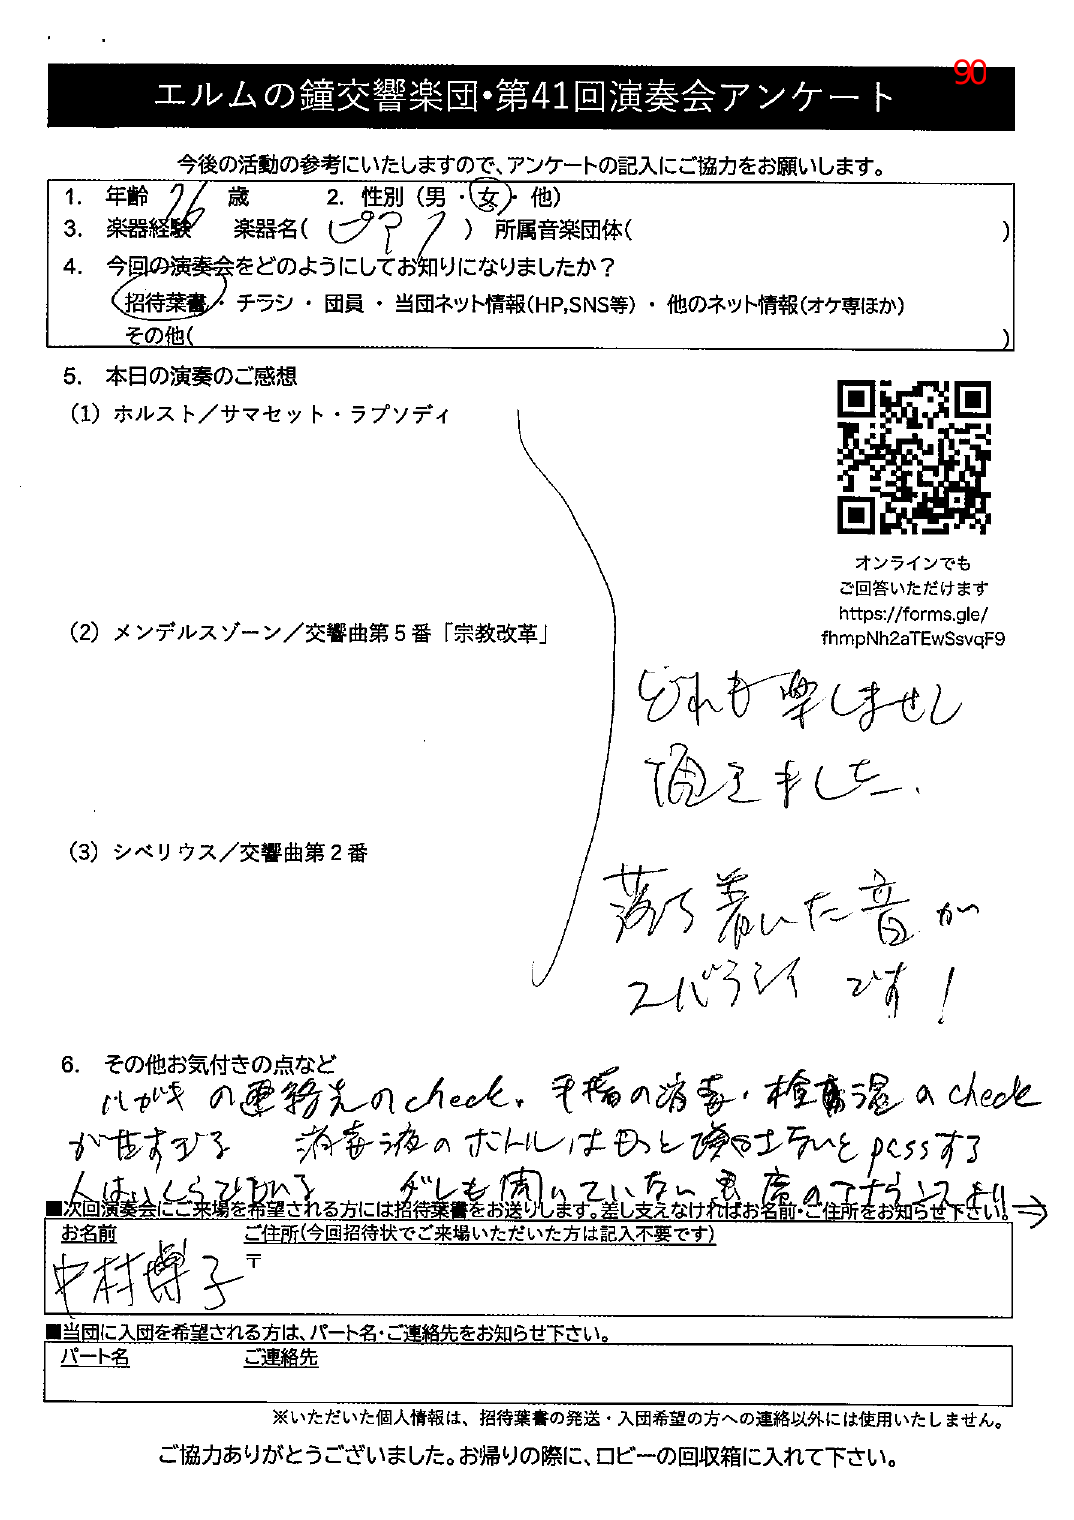 90
エルムの鐘交響楽団・第41回演奏会アンケート
今後の活動の参考にいたしますので、アンケートの記入にご協力をお願いします。
1. 年齢 76 歳 2. 性別 (男・女・他)
3. 楽器経験 楽器名( ピアノ ) 所属音楽団体( )
4. 今回の演奏会をどのようにしてお知りになりましたか？
招待葉書・チラシ・団員・当団ネット情報(HP,SNS等)・他のネット情報(オケ専ほか)
その他( )
5. 本日の演奏のご感想
(1) ホルスト／サマセット・ラプソディ
オンラインでも
ご回答いただけます
https://forms.gle/
fhmpNh2aTEwSsvqF9
(2) メンデルスゾーン／交響曲第５番「宗教改革」
どれも楽しませし
頂きました.
(3) シベリウス／交響曲第２番
落ち着いた音が
スバラシイ です!
6. その他お気付きの点など
ハガキの連絡先のcheck. 手指の消毒・検温のcheck
が甘すぎる 消毒液のボトルはもっと passする
人はいくらでもいる ダレも聞いていない 席のアナウンスより →
■次回演奏会にご来場を希望される方には招待葉書をお送りします。差し支えなければお名前・ご住所をお知らせ下さい。
お名前 ご住所(今回招待状でご来場いただいた方は記入不要です)
中村博子 〒
■当団に入団を希望される方は、パート名・ご連絡先をお知らせ下さい。
パート名 ご連絡先
※いただいた個人情報は、招待葉書の発送・入団希望の方への連絡以外には使用いたしません。
ご協力ありがとうございました。お帰りの際に、ロビーの回収箱に入れて下さい。